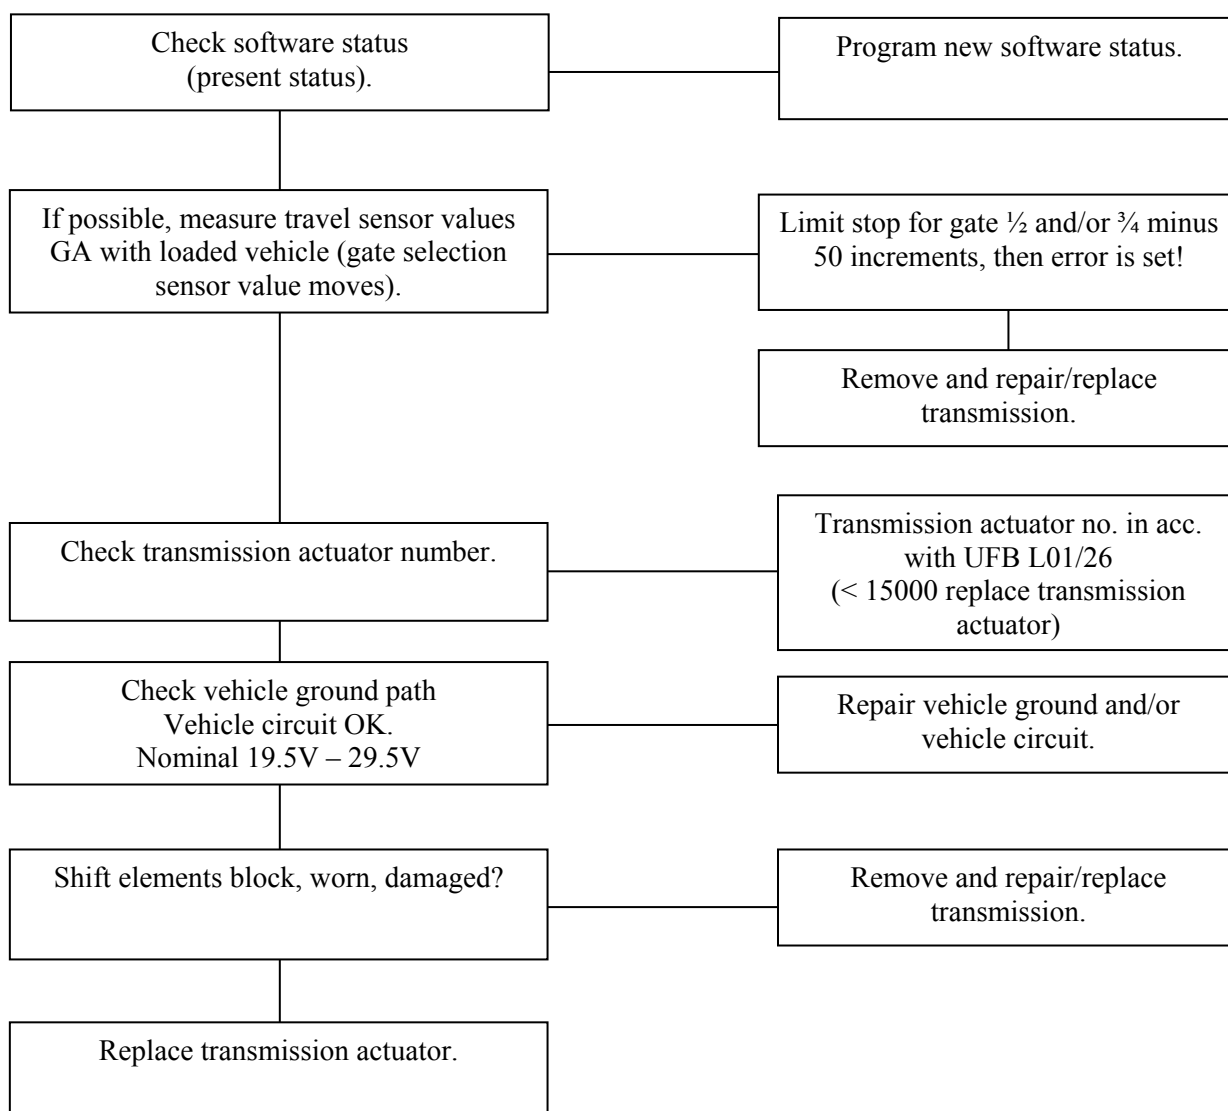 Check software status
(present status).
Program new software status.
If possible, measure travel sensor values
GA with loaded vehicle (gate selection
sensor value moves).
Limit stop for gate ½ and/or ¾ minus
50 increments, then error is set!
Remove and repair/replace
transmission.
Check transmission actuator number.
Transmission actuator no. in acc.
with UFB L01/26
(< 15000 replace transmission
actuator)
Check vehicle ground path
Vehicle circuit OK.
Nominal 19.5V – 29.5V
Repair vehicle ground and/or
vehicle circuit.
Shift elements block, worn, damaged?
Remove and repair/replace
transmission.
Replace transmission actuator.